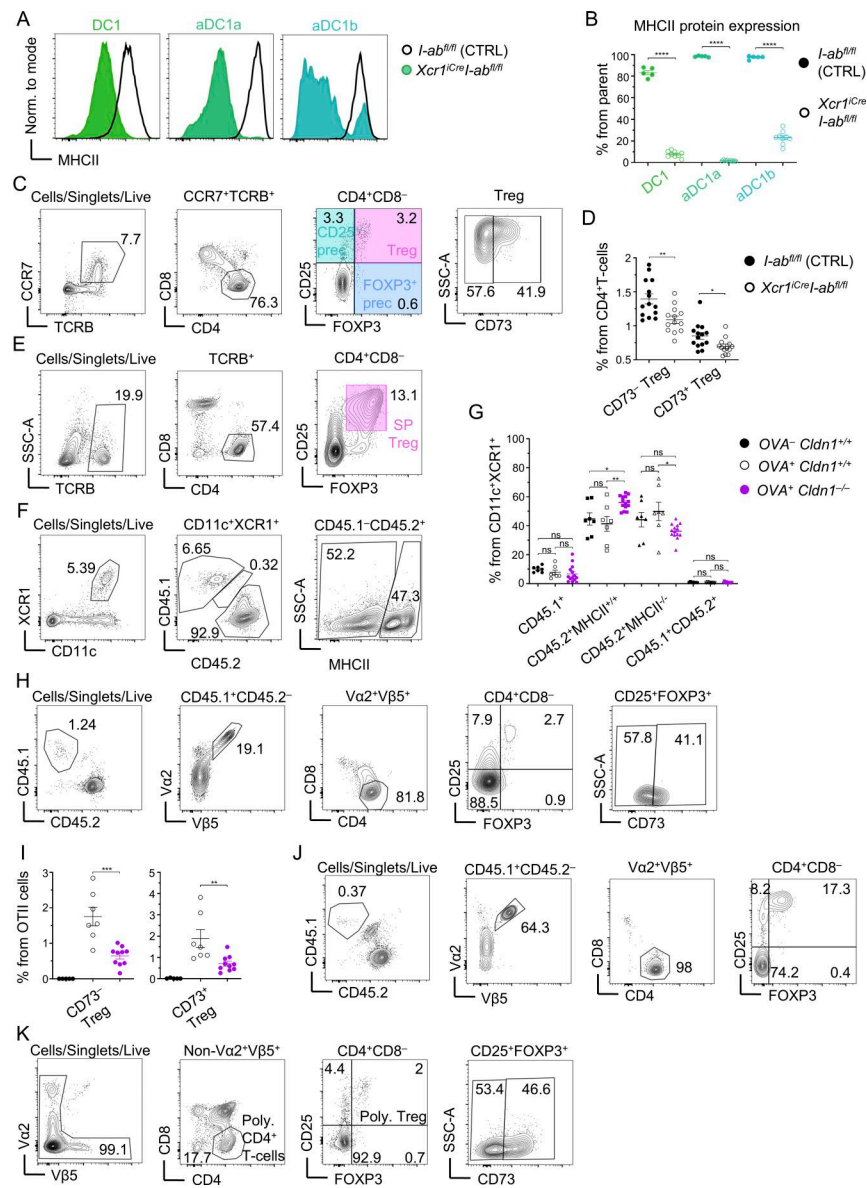 A
DC1
aDC1a
aDC1b
Norm. to mode
MHCII
I-ab^fl/fl (CTRL)
Xcr1^iCre I-ab^fl/fl
B
MHCII protein expression
% from parent
100
80
60
40
20
0
****
****
****
DC1
aDC1a
aDC1b
I-ab^fl/fl
(CTRL)
Xcr1^iCre
I-ab^fl/fl
C
Cells/Singlets/Live
7.7
CCR7
TCRB
CCR7⁺TCRB⁺
76.3
CD8
CD4
CD4⁺CD8⁻
3.3
3.2
CD25
prec
Treg
FOXP3⁺
prec
0.6
CD25
FOXP3
Treg
57.6
41.9
SSC-A
CD73
D
% from CD4⁺T-cells
2
1.5
1
0.5
**
*
CD73⁻ Treg
CD73⁺ Treg
I-ab^fl/fl (CTRL)
Xcr1^iCre I-ab^fl/fl
E
Cells/Singlets/Live
19.9
SSC-A
TCRB
TCRB⁺
57.4
CD8
CD4
CD4⁺CD8⁻
13.1
SP
Treg
CD25
FOXP3
F
Cells/Singlets/Live
5.39
XCR1
CD11c
CD11c⁺XCR1⁺
6.65
0.32
92.9
CD45.1
CD45.2
CD45.1⁻CD45.2⁺
52.2
47.3
SSC-A
MHCII
G
% from CD11c⁺XCR1⁺
100
80
60
40
20
0
ns
ns
ns
*
ns
**
ns
ns
*
ns
ns
ns
CD45.1⁺
CD45.2⁺MHCII⁺/⁺
CD45.2⁺MHCII⁻/⁻
CD45.1⁺CD45.2⁺
OVA⁻ Cldn1⁺/⁺
OVA⁺ Cldn1⁺/⁺
OVA⁺ Cldn1⁻/⁻
H
Cells/Singlets/Live
1.24
CD45.1
CD45.2
CD45.1⁺CD45.2⁻
19.1
Vα2
Vβ5
Vα2⁺Vβ5⁺
81.8
CD8
CD4
CD4⁺CD8⁻
7.9
2.7
88.5
0.9
CD25
FOXP3
CD25⁺FOXP3⁺
57.8
41.1
SSC-A
CD73
I
% from OTII cells
3
2
1
0
***
CD73⁻
Treg
5
4
3
2
1
0
**
CD73⁺
Treg
J
Cells/Singlets/Live
0.37
CD45.1
CD45.2
CD45.1⁺CD45.2⁻
64.3
Vα2
Vβ5
Vα2⁺Vβ5⁺
98
CD8
CD4
CD4⁺CD8⁻
8.2
17.3
74.2
0.4
CD25
FOXP3
K
Cells/Singlets/Live
99.1
Vα2
Vβ5
Non-Vα2⁺Vβ5⁺
Poly.
CD4⁺
T-cells
17.7
CD8
CD4
CD4⁺CD8⁻
4.4
2
Poly. Treg
92.9
0.7
CD25
FOXP3
CD25⁺FOXP3⁺
53.4
46.6
SSC-A
CD73